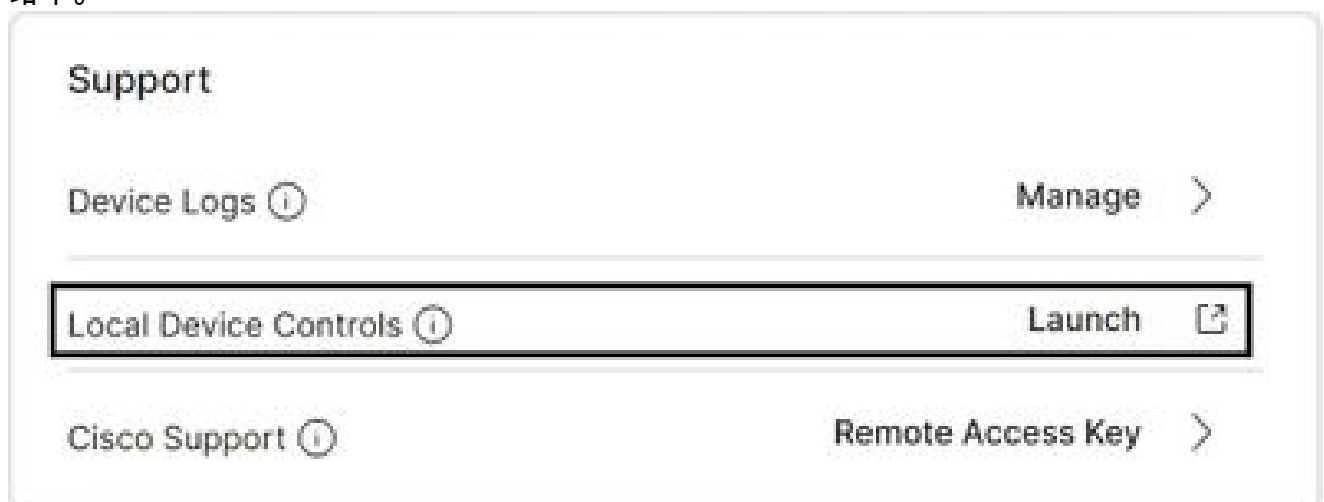 Support
Device Logs ⓘ Manage >
Local Device Controls ⓘ Launch
Cisco Support ⓘ Remote Access Key >